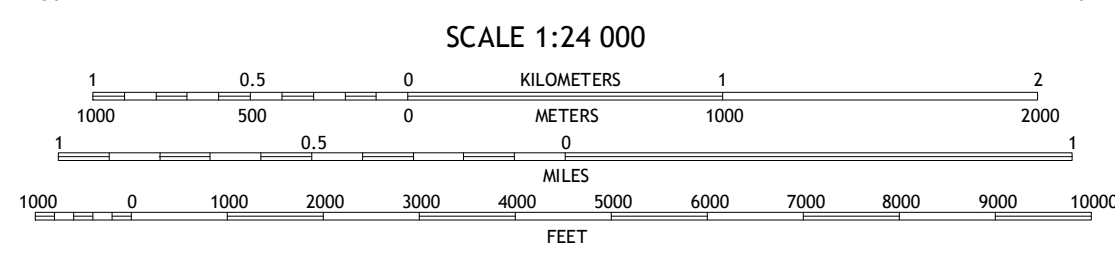 SCALE 1:24 000
1 0.5 0 KILOMETERS 1 2
1000 500 0 METERS 1000 2000
1 0.5 0 1
MILES
1000 0 1000 2000 3000 4000 5000 6000 7000 8000 9000 10000
FEET